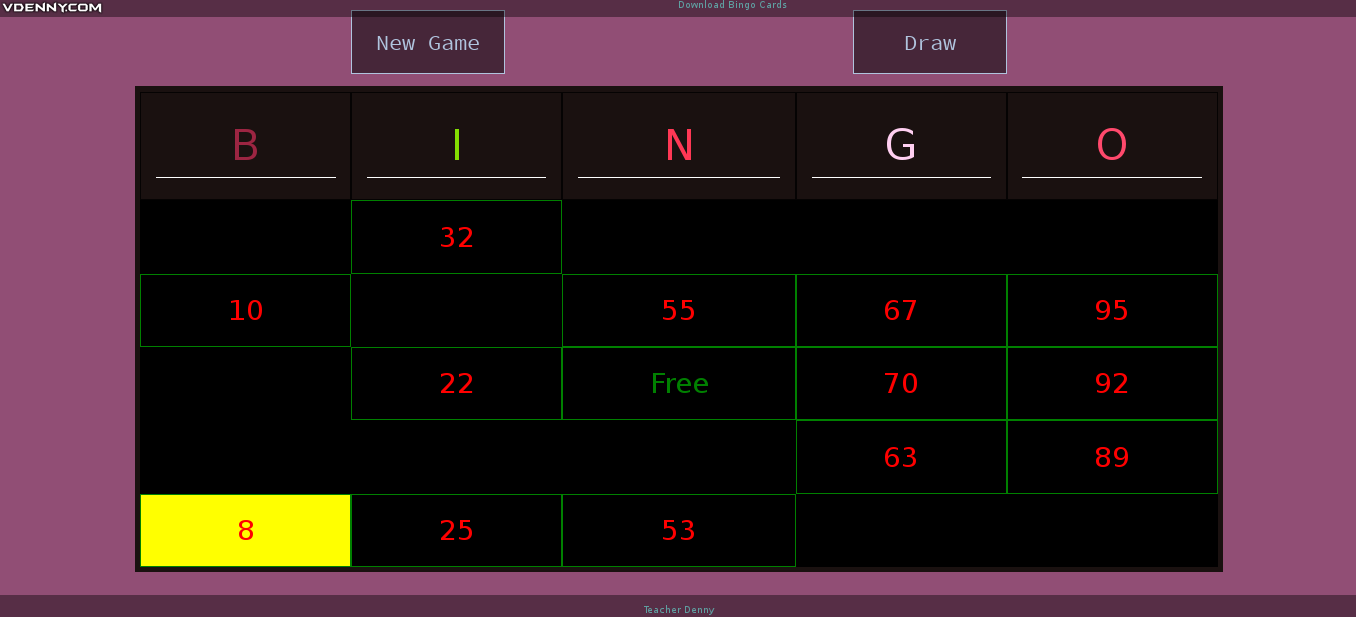 VDENNY.COM
Download Bingo Cards
New Game
Draw
B I N G O
32
10 55 67 95
22 Free 70 92
63 89
8 25 53
Teacher Denny